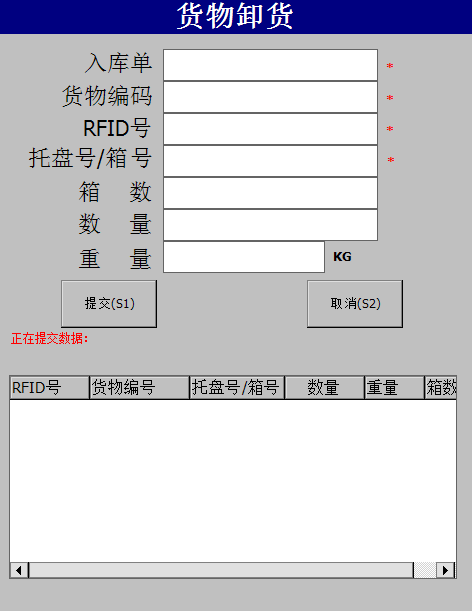 货物卸货
入库单 *
货物编码 *
RFID号 *
托盘号/箱号 *
箱 数
数 量
重 量 KG
提交(S1) 取消(S2)
正在提交数据:
RFID号 货物编号 托盘号/箱号 数量 重量 箱数